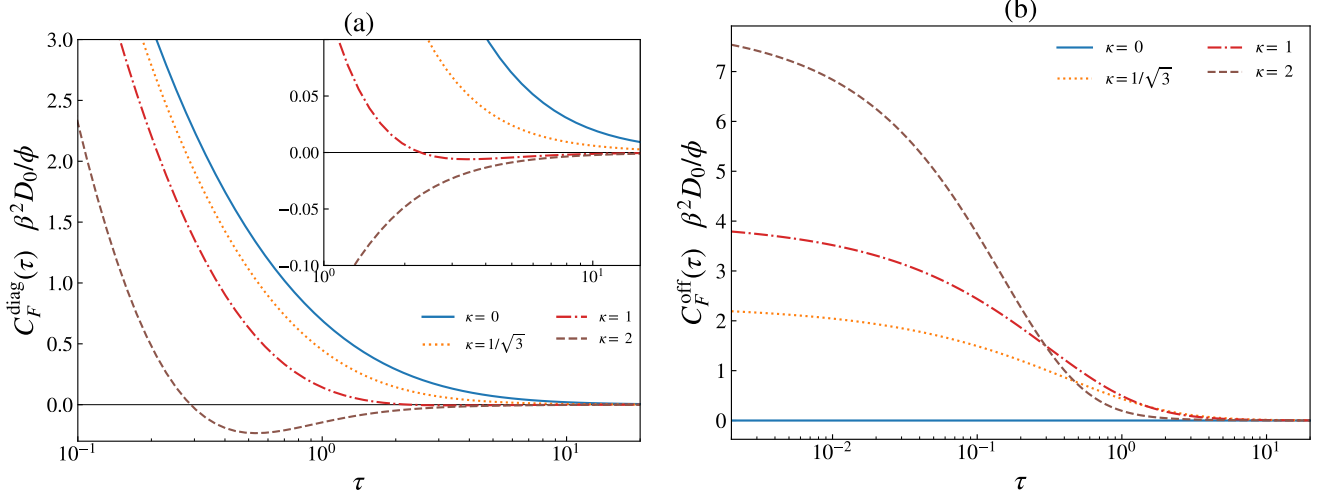 (a)
C_F^diag(τ) β²D₀/ϕ
3.0
2.5
2.0
1.5
1.0
0.5
0.0
10⁻¹
10⁰
10¹
τ
0.05
0.00
−0.05
−0.10
10⁰
10¹
κ = 0
κ = 1/√3
κ = 1
κ = 2
(b)
C_F^off(τ) β²D₀/ϕ
7
6
5
4
3
2
1
0
10⁻²
10⁻¹
10⁰
10¹
τ
κ = 0
κ = 1/√3
κ = 1
κ = 2